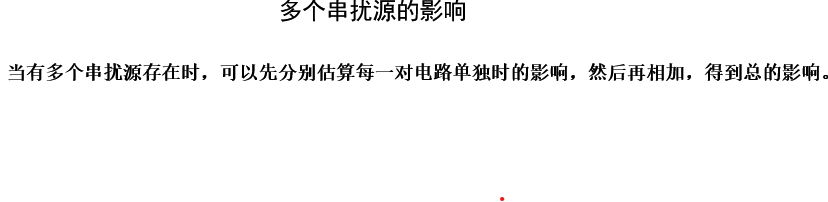 多个串扰源的影响
当有多个串扰源存在时，可以先分别估算每一对电路单独时的影响，然后再相加，得到总的影响。